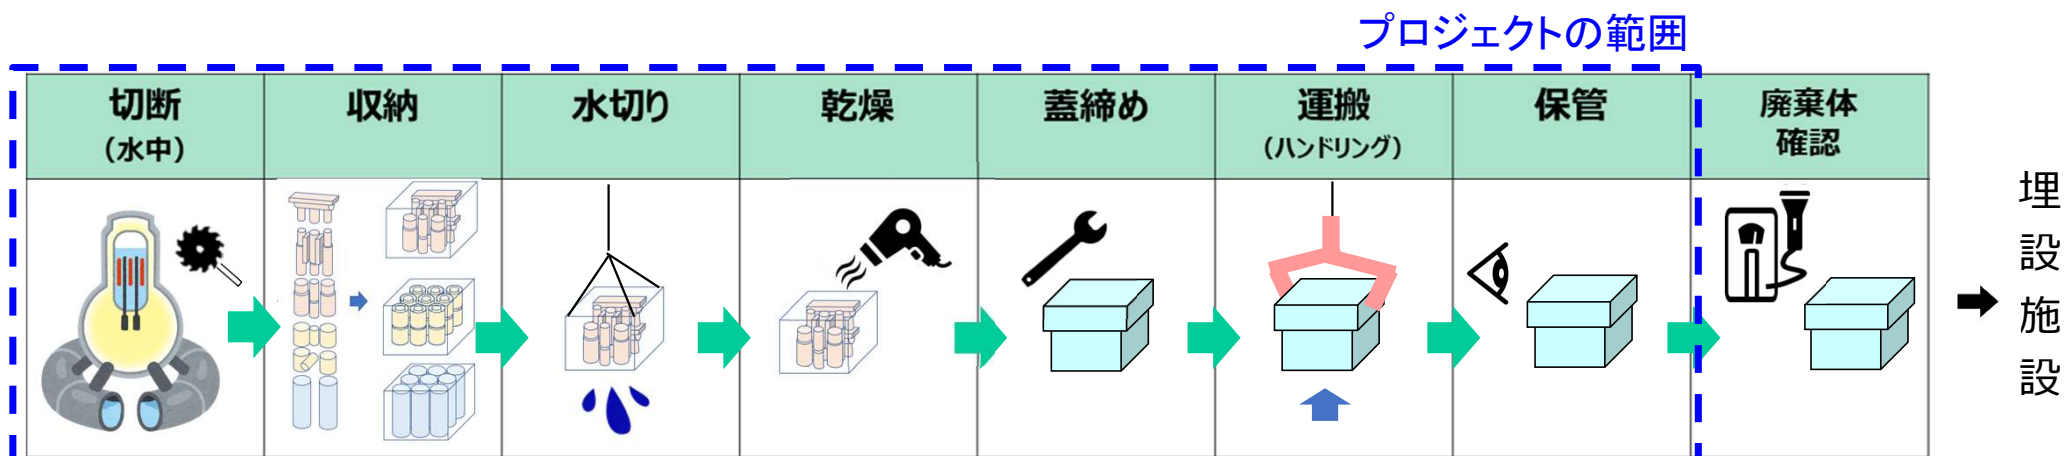 プロジェクトの範囲
切断
(水中)
収納
水切り
乾燥
蓋締め
運搬
(ハンドリング)
保管
廃棄体
確認
埋設施設